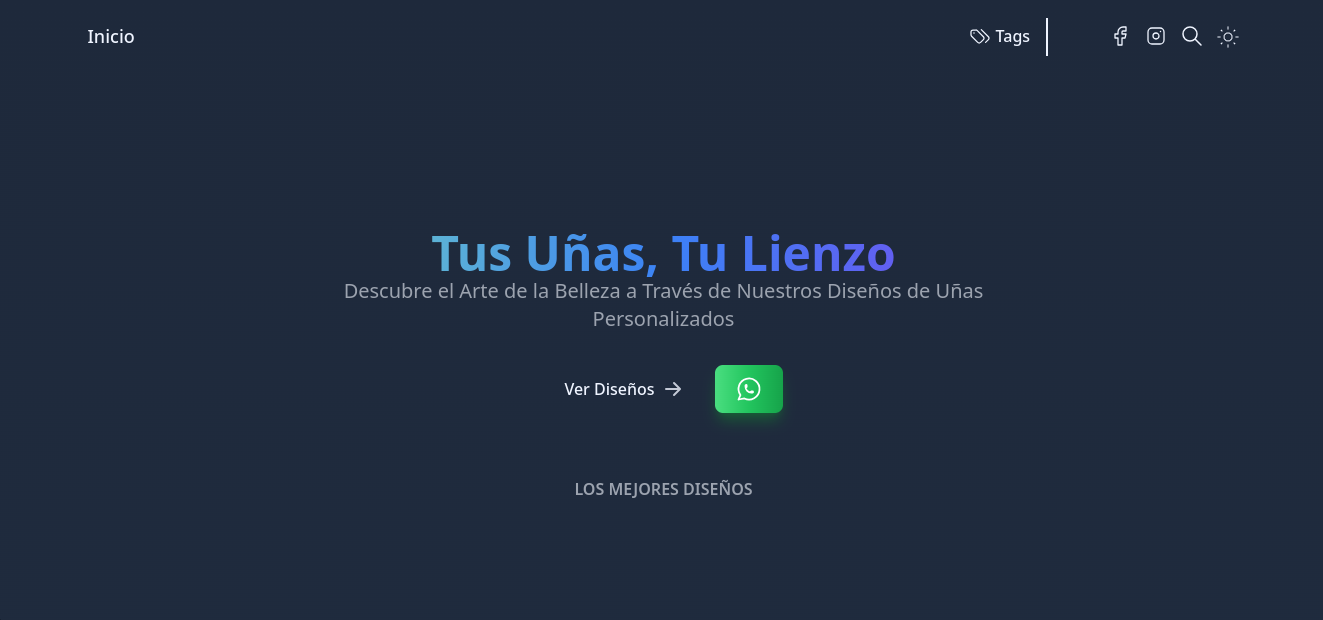 Inicio
Tags
Tus Uñas, Tu Lienzo
Descubre el Arte de la Belleza a Través de Nuestros Diseños de Uñas
Personalizados
Ver Diseños
LOS MEJORES DISEÑOS